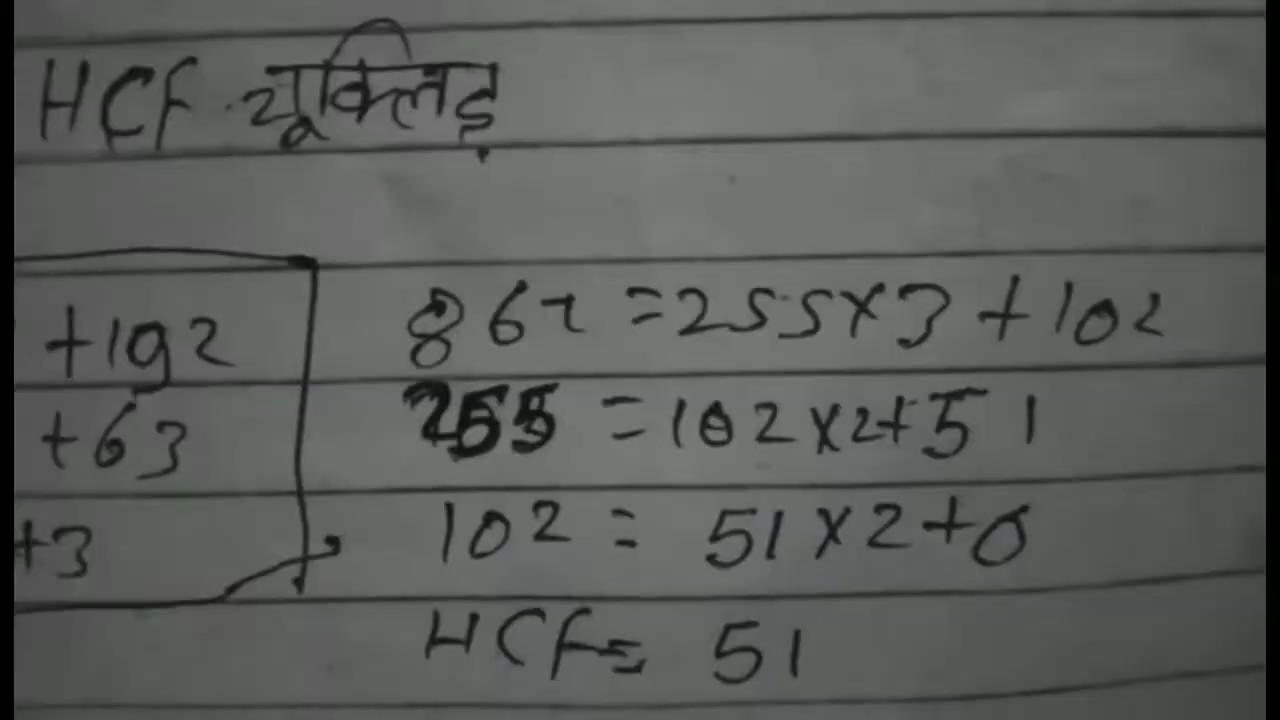 HCF यूक्लिड
+192
+63
+3
867 = 255 x 3 + 102
255 = 102 x 2 + 51
102 = 51 x 2 + 0
HCF = 51